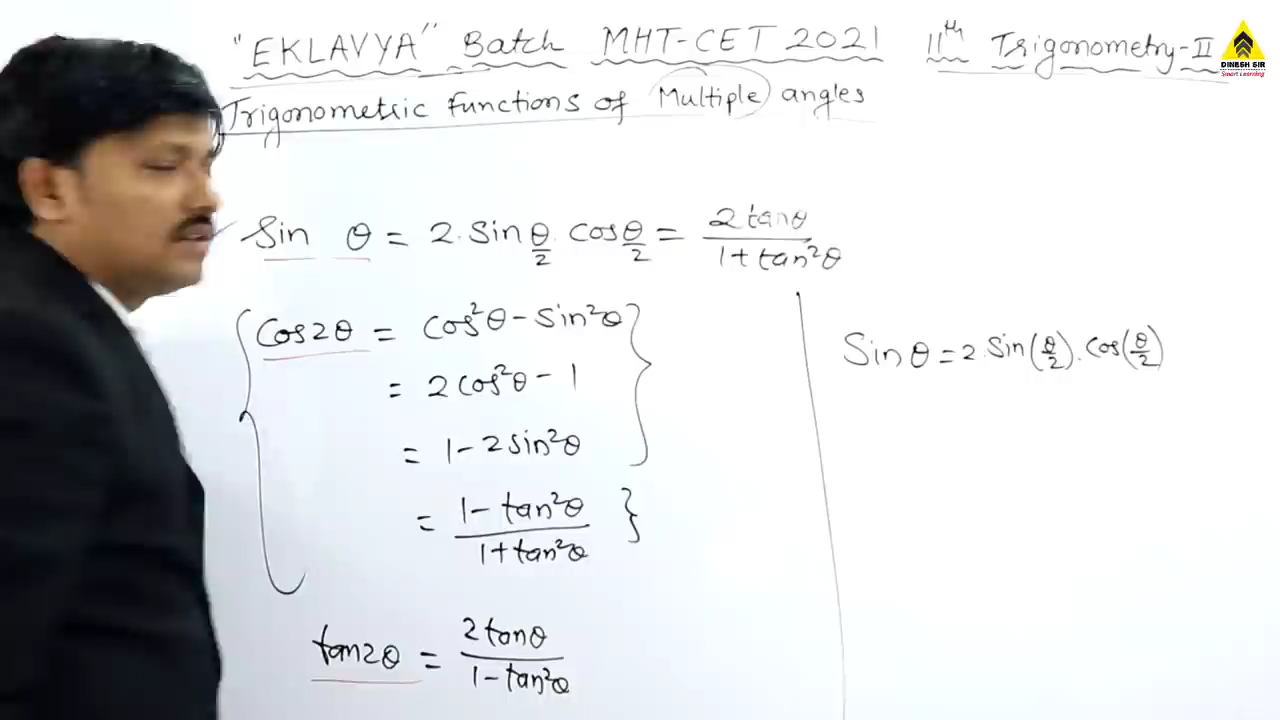 "EKLAVYA" Batch MHT-CET 2021 11th Trigonometry-II
DINESH SIR
Smart Learning
Trigonometric functions of Multiple angles
Sin θ = 2.Sin θ/2 . cos θ/2 = 2tanθ / 1+tan²θ
Cos2θ = cos²θ - sin²θ
= 2cos²θ - 1
= 1 - 2sin²θ
= 1 - tan²θ / 1+tan²θ
tan2θ = 2tanθ / 1-tan²θ
Sin θ = 2.Sin(θ/2).Cos(θ/2)